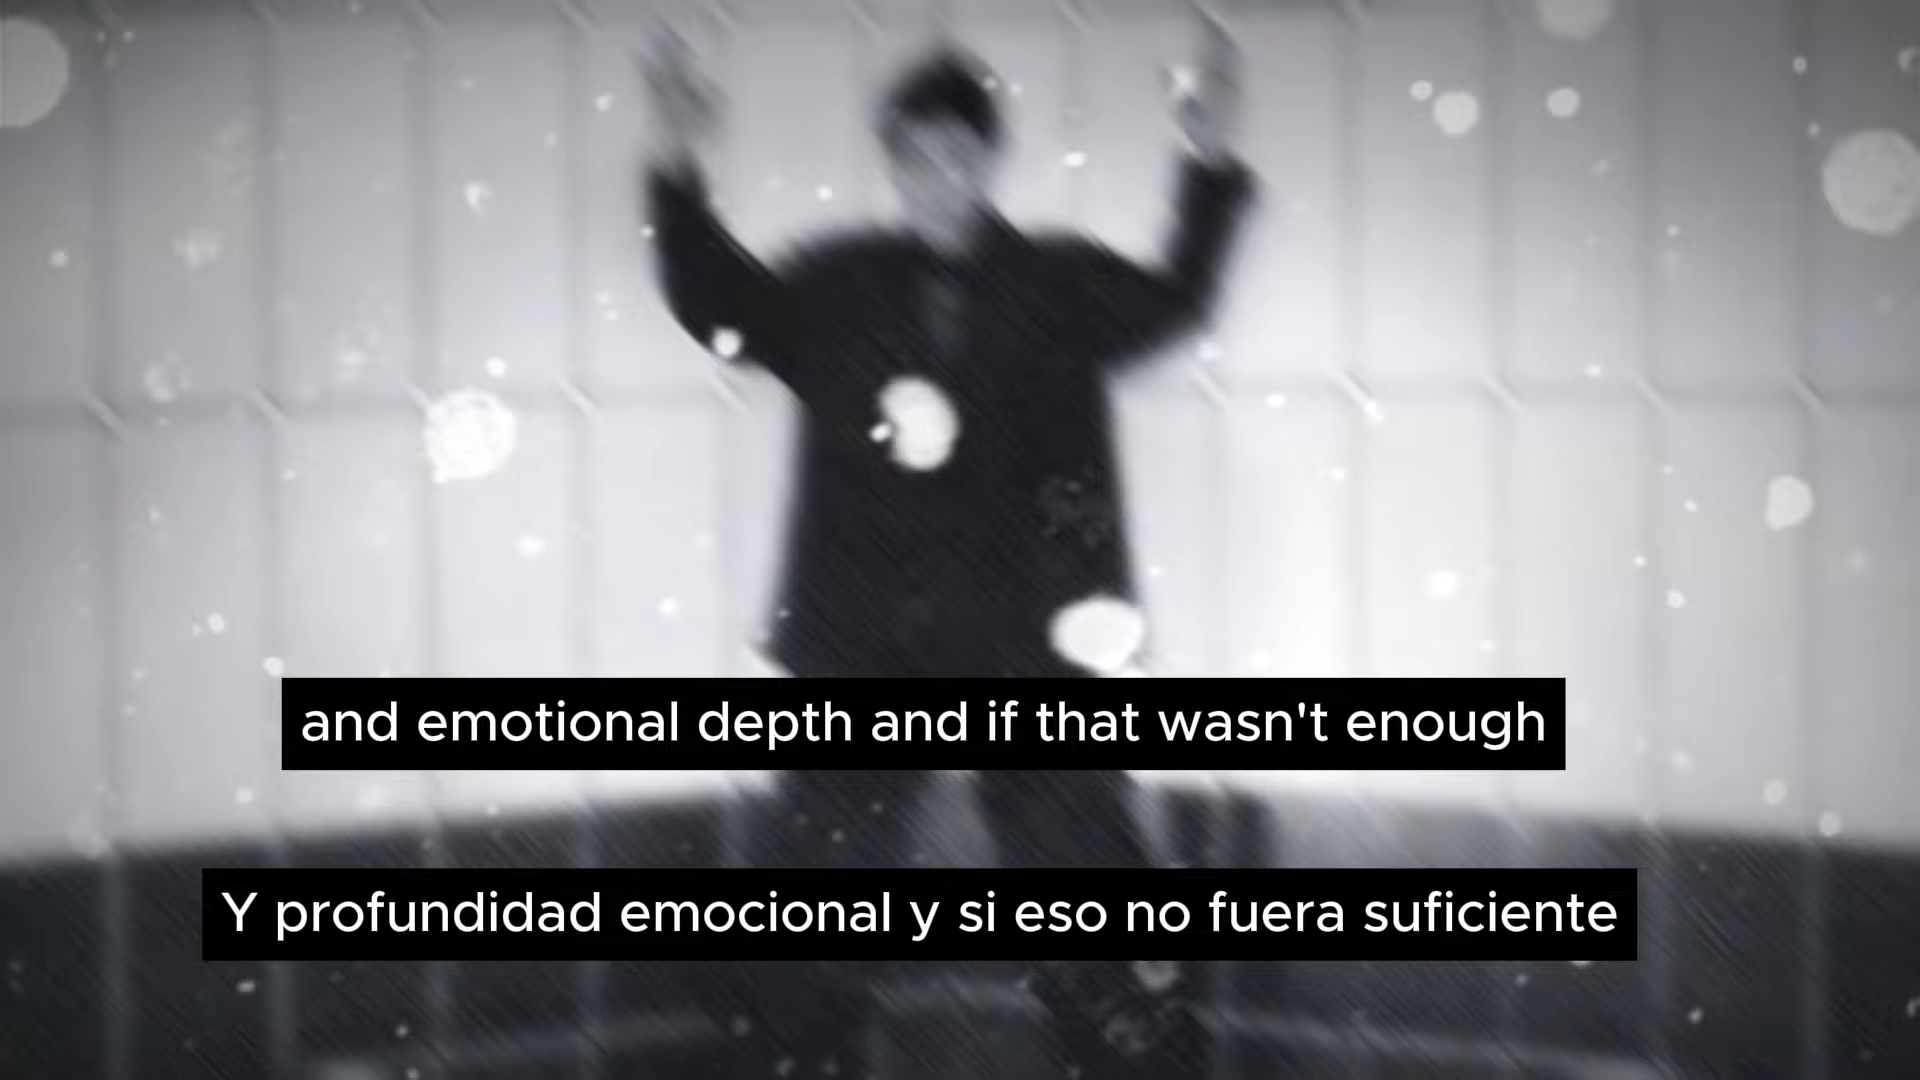 and emotional depth and if that wasn't enough
Y profundidad emocional y si eso no fuera suficiente